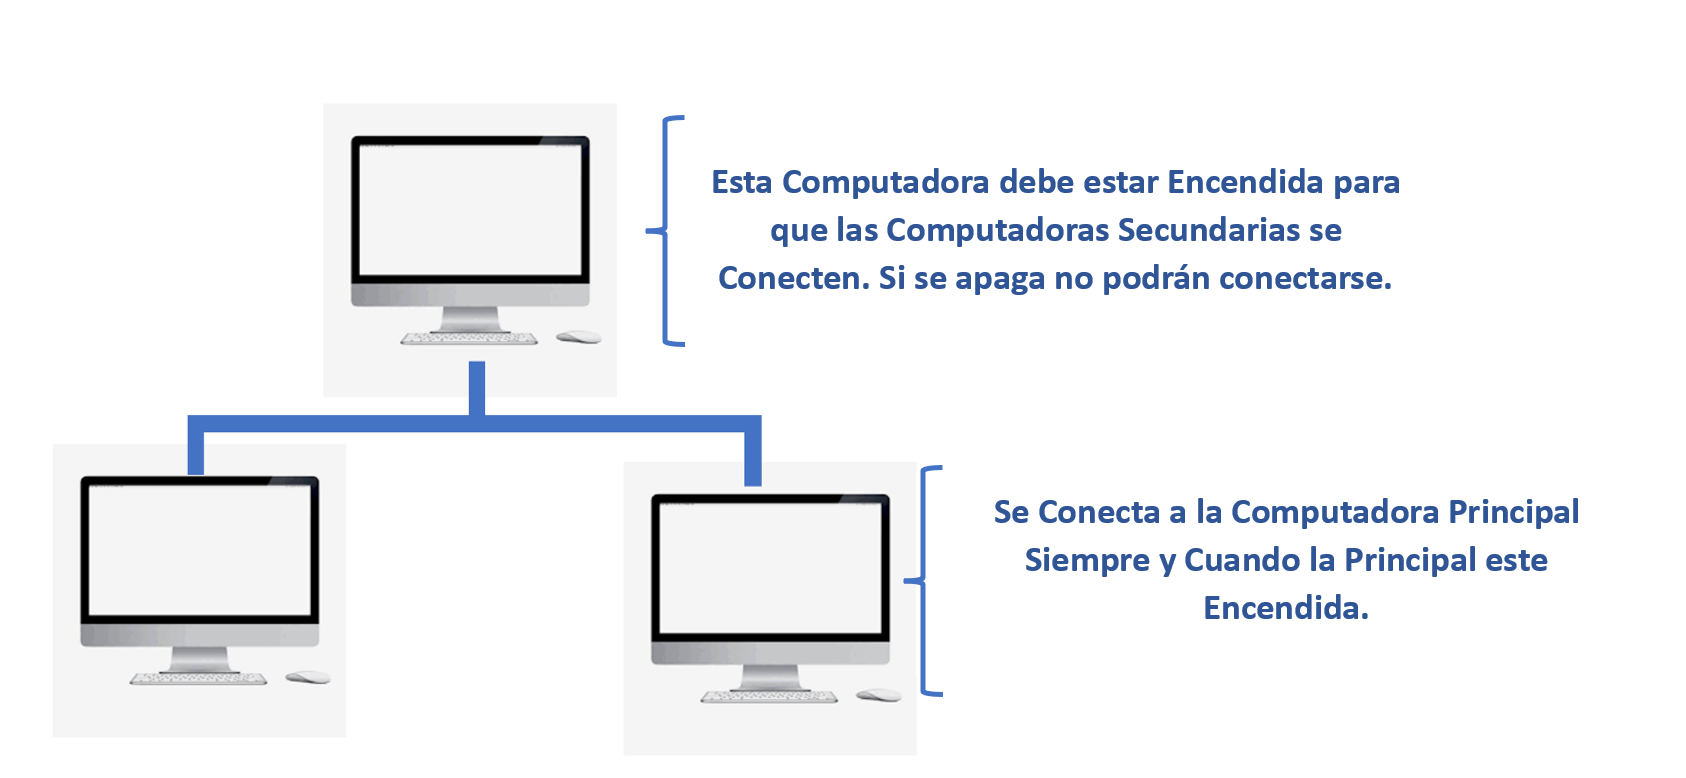 Esta Computadora debe estar Encendida para
que las Computadoras Secundarias se
Conecten. Si se apaga no podrán conectarse.
Se Conecta a la Computadora Principal
Siempre y Cuando la Principal este
Encendida.